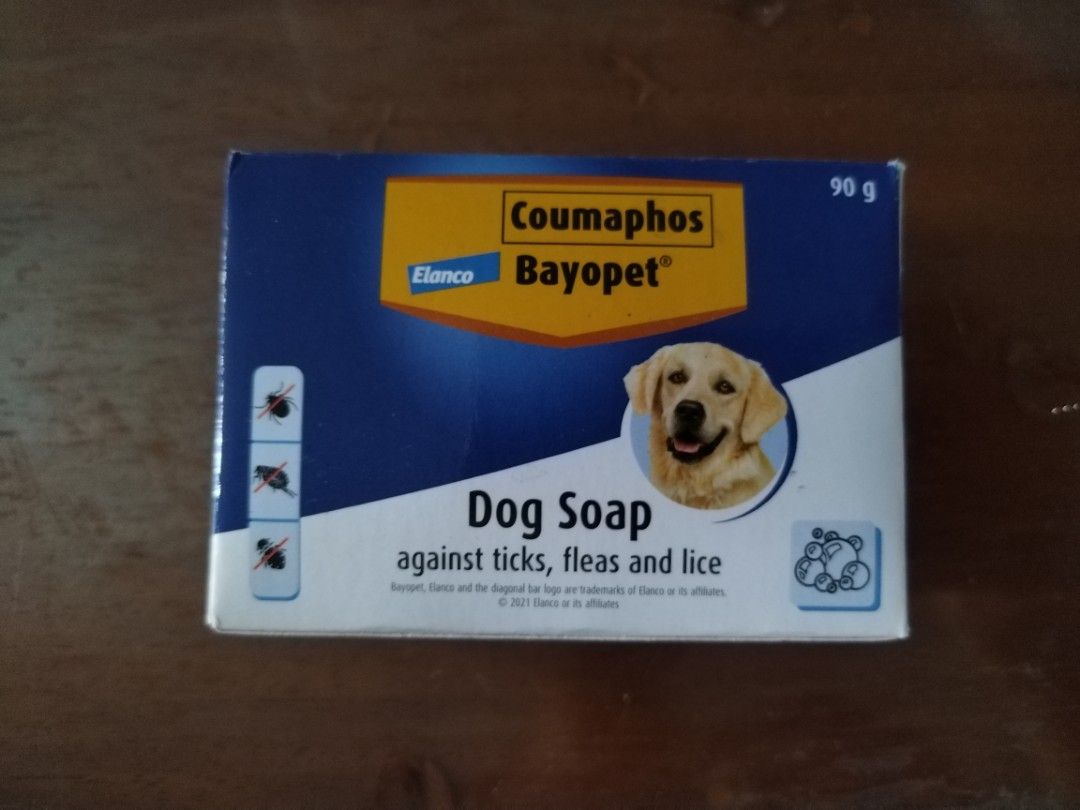 90 g
Coumaphos
Elanco
Bayopet®
Dog Soap
against ticks, fleas and lice
Bayopet, Elanco and the diagonal bar logo are trademarks of Elanco or its affiliates.
© 2021 Elanco or its affiliates